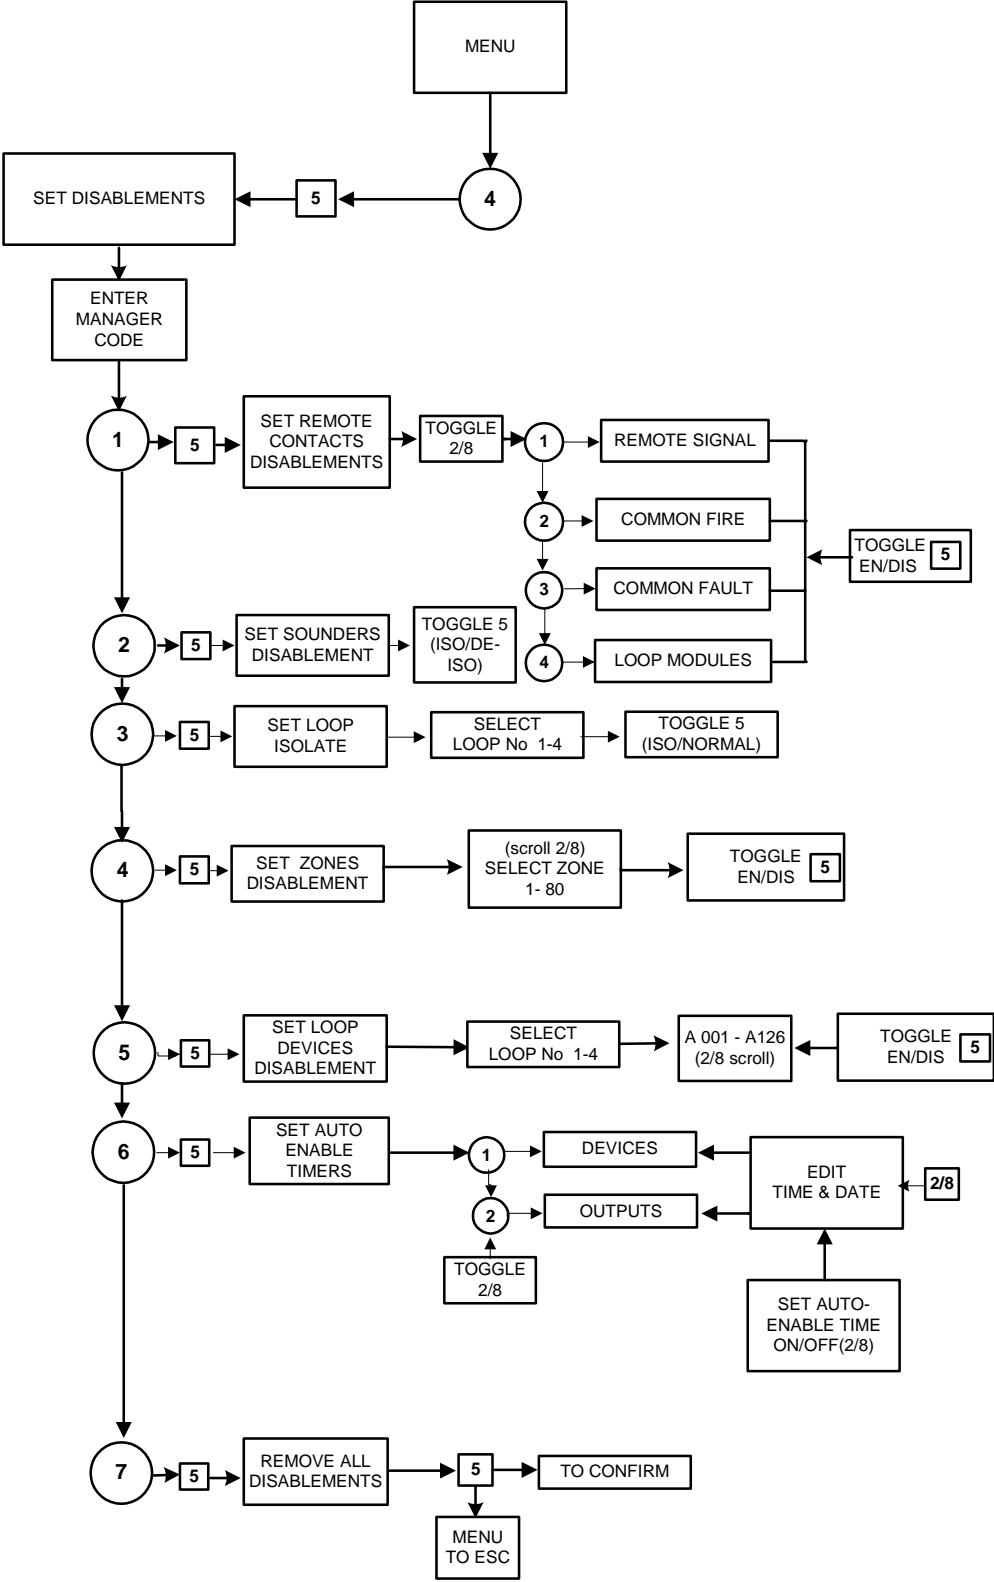 MENU
4
5
SET DISABLEMENTS
ENTER
MANAGER
CODE
1
5
SET REMOTE
CONTACTS
DISABLEMENTS
TOGGLE
2/8
1
REMOTE SIGNAL
2
COMMON FIRE
3
COMMON FAULT
4
LOOP MODULES
TOGGLE
EN/DIS
5
2
5
SET SOUNDERS
DISABLEMENT
TOGGLE 5
(ISO/DE-
ISO)
3
5
SET LOOP
ISOLATE
SELECT
LOOP No 1-4
TOGGLE 5
(ISO/NORMAL)
4
5
SET ZONES
DISABLEMENT
(scroll 2/8)
SELECT ZONE
1- 80
TOGGLE
EN/DIS
5
5
5
SET LOOP
DEVICES
DISABLEMENT
SELECT
LOOP No 1-4
A 001 - A126
(2/8 scroll)
TOGGLE
EN/DIS
5
6
5
SET AUTO
ENABLE
TIMERS
1
DEVICES
2
OUTPUTS
TOGGLE
2/8
EDIT
TIME & DATE
2/8
SET AUTO-
ENABLE TIME
ON/OFF(2/8)
7
5
REMOVE ALL
DISABLEMENTS
5
TO CONFIRM
MENU
TO ESC